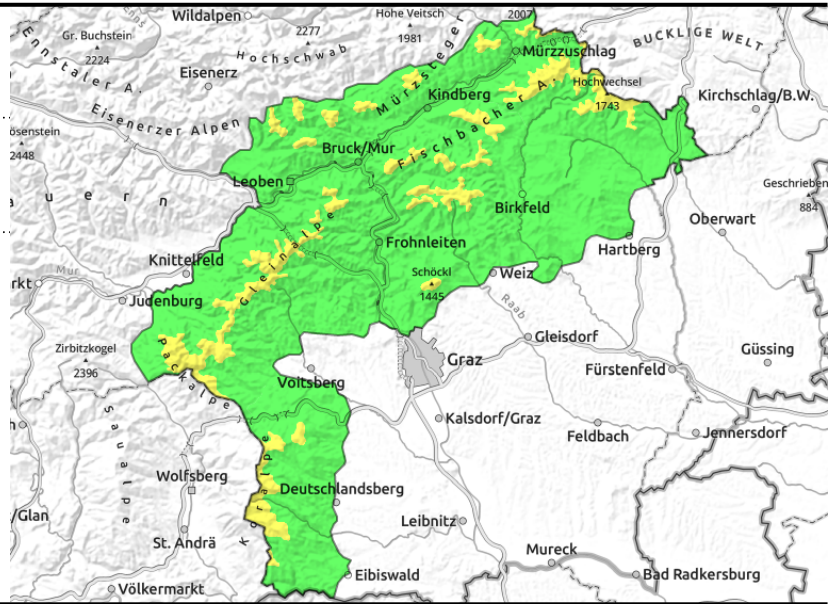 Wildalpen
Enns
Hohe Veitsch
1981
2007
Ennstaler A.
Gr. Buchstein
2224
2277
Hochschwab
Mürzsteger
Mürzzuschlag
BUCKLIGE WELT
Eisenerz
Hochwechsel
1743
Kirchschlag/B.W.
Kindberg
Eisenerzer Alpen
Fischbacher A.
ösenstein
2448
Bruck/Mur
Leoben
Geschrieben
884
auern
Birkfeld
Oberwart
Gleinalpe
Frohnleiten
Hartberg
Knittelfeld
Mur
rkt
Schöckl
1445
Weiz
Judenburg
Raab
Gleisdorf
Zirbitzkogel
2396
Packalpe
Graz
Güssing
Fürstenfeld
Voitsberg
Saualpe
Kalsdorf/Graz
Feldbach
Jennersdorf
h
Koralpe
Wolfsberg
Deutschlandsberg
/Glan
Leibnitz
St. Andrä
Mureck
Völkermarkt
Eibiswald
Bad Radkersburg